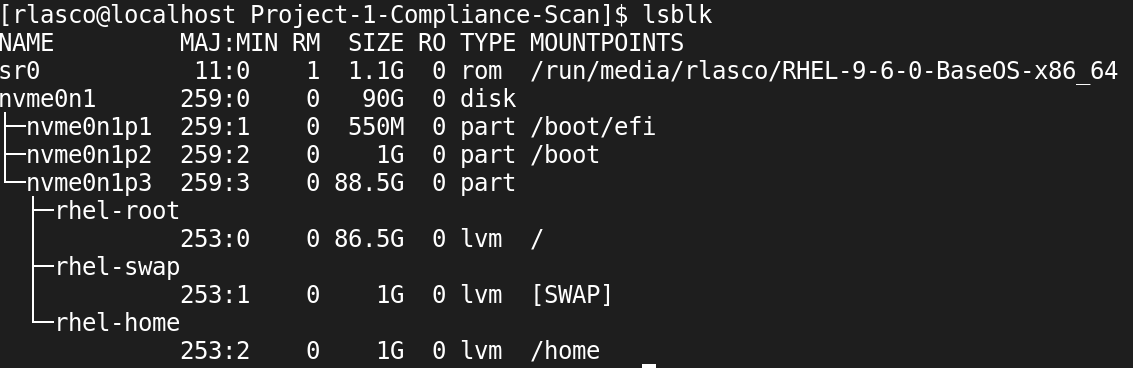 [rlasco@localhost Project-1-Compliance-Scan]$ lsblk
NAME         MAJ:MIN RM   SIZE RO TYPE MOUNTPOINTS
sr0           11:0    1   1.1G  0 rom  /run/media/rlasco/RHEL-9-6-0-BaseOS-x86_64
nvme0n1      259:0    0    90G  0 disk
├─nvme0n1p1  259:1    0   550M  0 part /boot/efi
├─nvme0n1p2  259:2    0     1G  0 part /boot
└─nvme0n1p3  259:3    0  88.5G  0 part
  ├─rhel-root
  │          253:0    0  86.5G  0 lvm  /
  ├─rhel-swap
  │          253:1    0     1G  0 lvm  [SWAP]
  └─rhel-home
             253:2    0     1G  0 lvm  /home